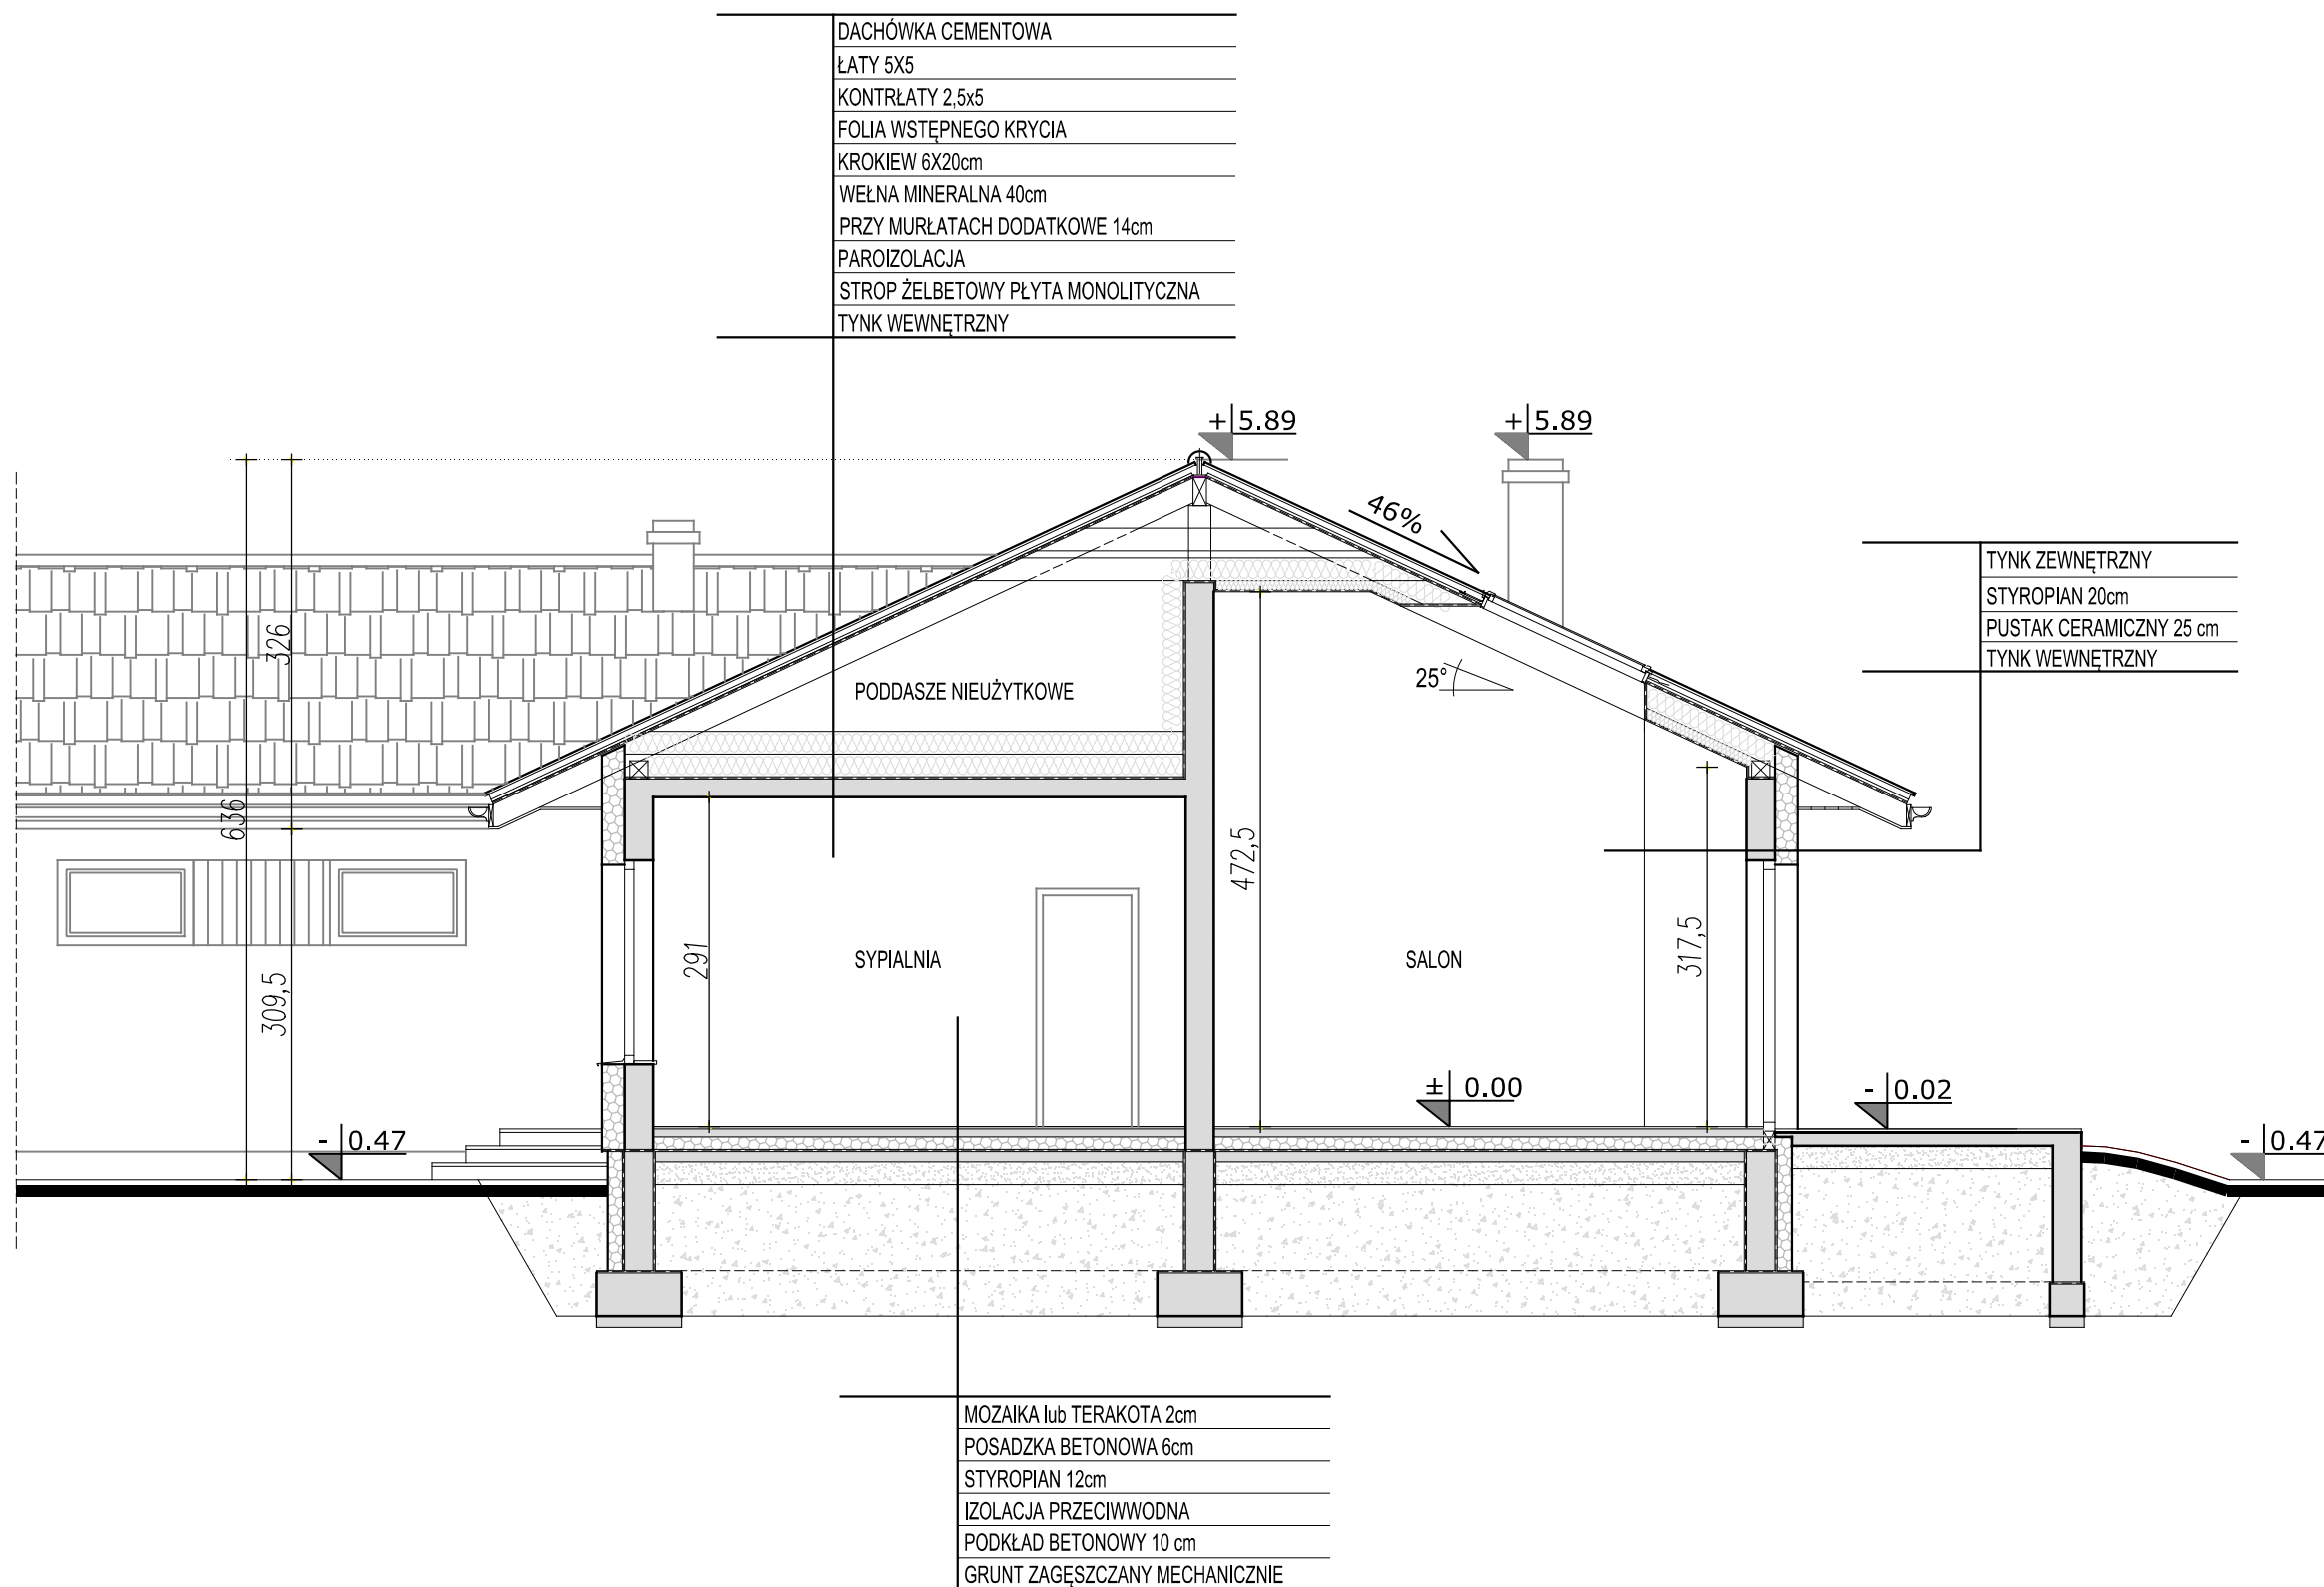 DACHÓWKA CEMENTOWA
ŁATY 5X5
KONTRŁATY 2,5x5
FOLIA WSTĘPNEGO KRYCIA
KROKIEW 6X20cm
WEŁNA MINERALNA 40cm
PRZY MURŁATACH DODATKOWE 14cm
PAROIZOLACJA
STROP ŻELBETOWY PŁYTA MONOLITYCZNA
TYNK WEWNĘTRZNY
+5.89
+5.89
46%
TYNK ZEWNĘTRZNY
STYROPIAN 20cm
PUSTAK CERAMICZNY 25 cm
TYNK WEWNĘTRZNY
326
25°
PODDASZE NIEUŻYTKOWE
636
472,5
291
SYPIALNIA
SALON
317,5
309,5
± 0.00
- 0.02
- 0.47
- 0.47
MOZAIKA lub TERAKOTA 2cm
POSADZKA BETONOWA 6cm
STYROPIAN 12cm
IZOLACJA PRZECIWWODNA
PODKŁAD BETONOWY 10 cm
GRUNT ZAGĘSZCZANY MECHANICZNIE